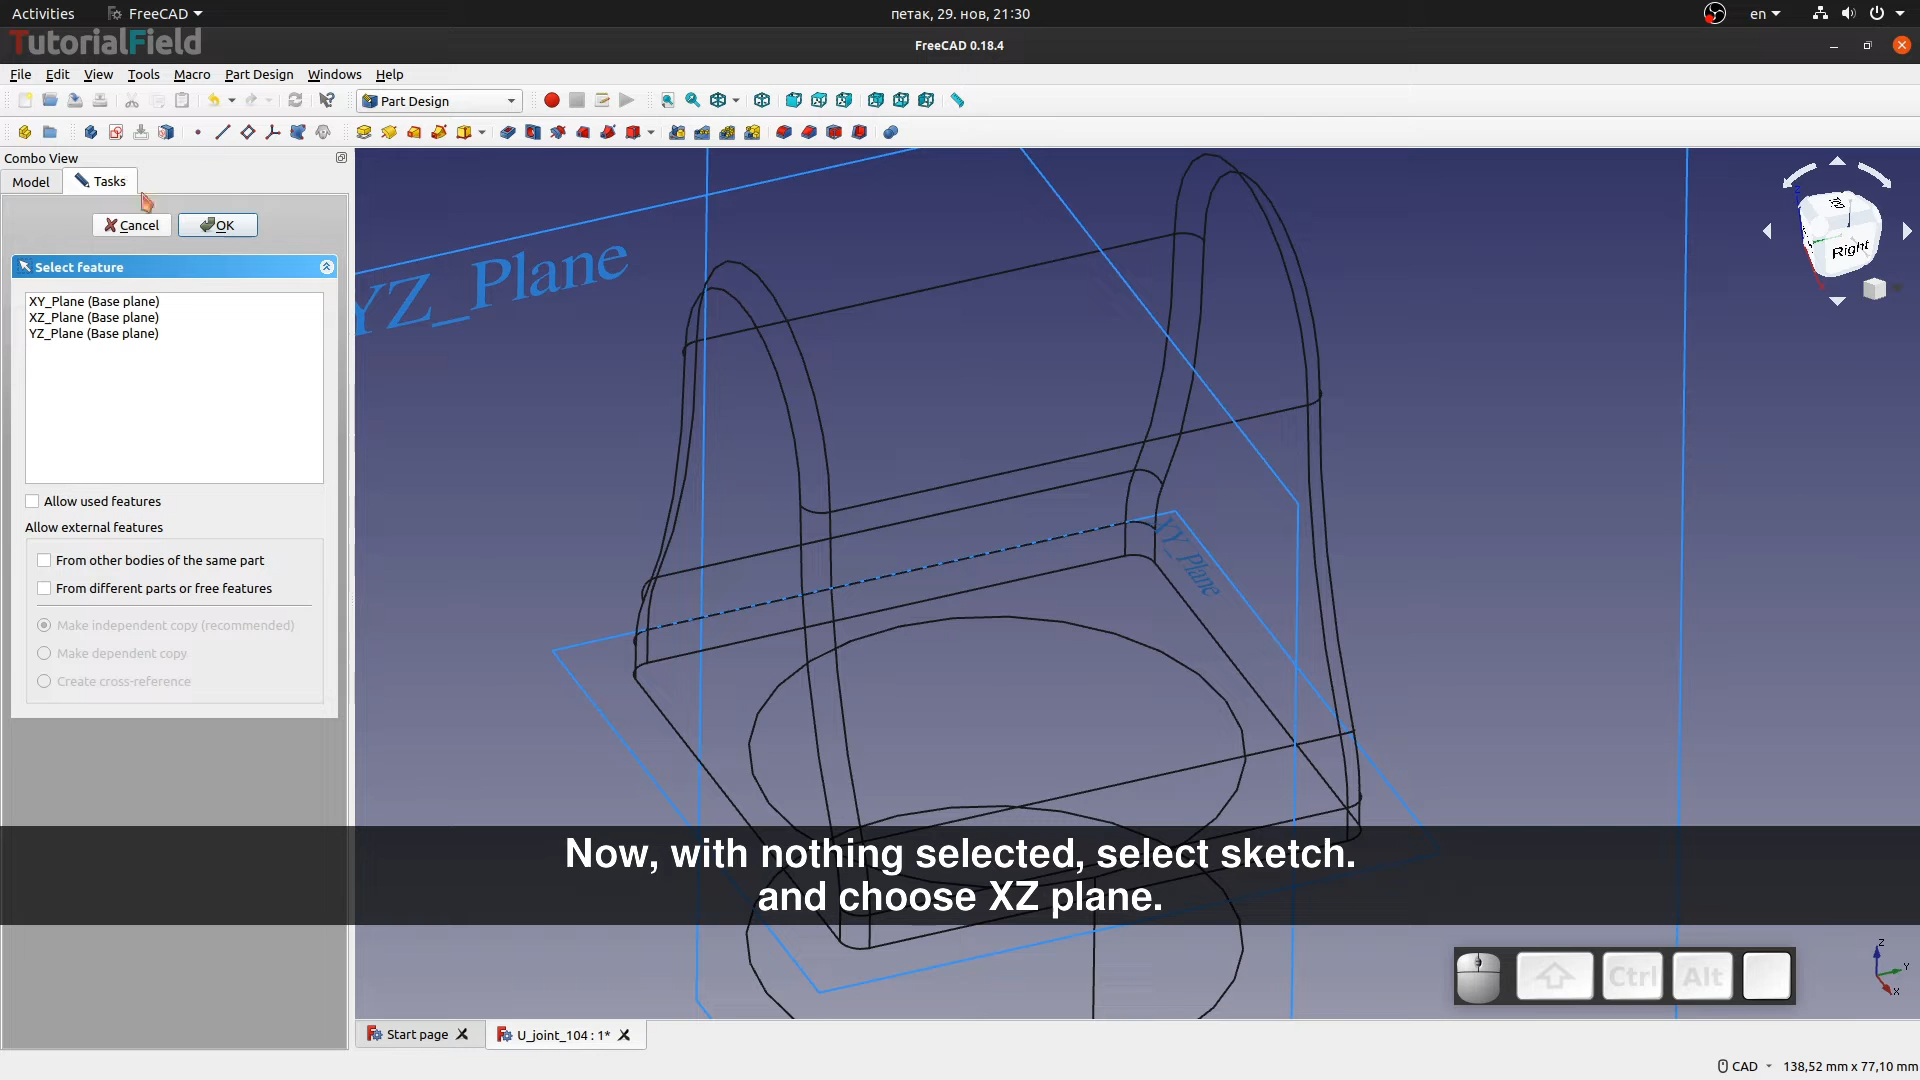 Activities
FreeCAD
петак, 29. нов, 21:30
en
TutorialField
FreeCAD 0.18.4
File Edit View Tools Macro Part Design Windows Help
Part Design
Combo View
Model
Tasks
Cancel
OK
Select feature
XY_Plane (Base plane)
XZ_Plane (Base plane)
YZ_Plane (Base plane)
Allow used features
Allow external features
From other bodies of the same part
From different parts or free features
Make independent copy (recommended)
Make dependent copy
Create cross-reference
YZ_Plane
XY_Plane
Right
Z
Now, with nothing selected, select sketch.
and choose XZ plane.
Ctrl
Alt
Z
Y
X
Start page
U_joint_104 : 1*
CAD
138,52 mm x 77,10 mm